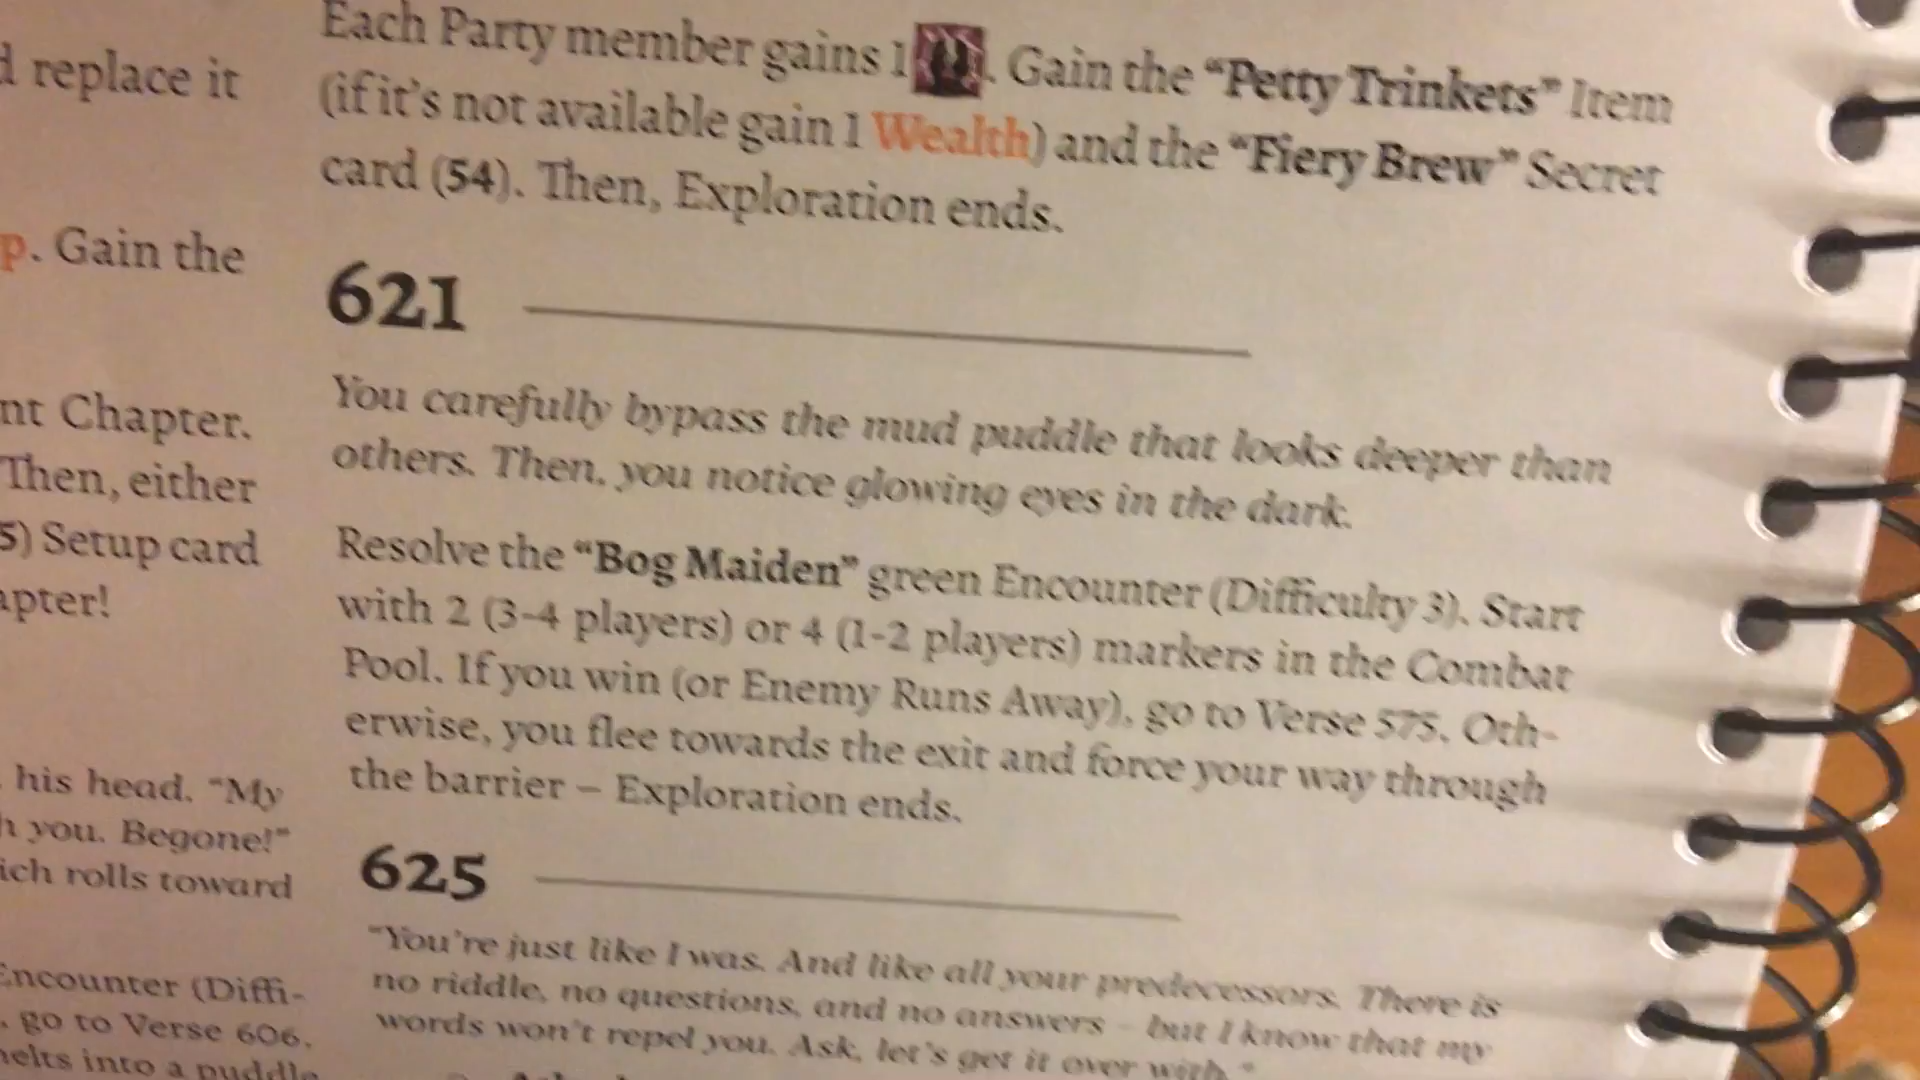 d replace it
p. Gain the
nt Chapter.
Then, either
5) Setup card
apter!
his head. “My
h you. Begone!”
ich rolls toward
Encounter (Diffi-
, go to Verse 606.
melts into a puddle
Each Party member gains 1 . Gain the “Petty Trinkets” Item
(if it’s not available gain 1 Wealth) and the “Fiery Brew” Secret
card (54). Then, Exploration ends.
621
You carefully bypass the mud puddle that looks deeper than
others. Then, you notice glowing eyes in the dark.
Resolve the “Bog Maiden” green Encounter (Difficulty 3). Start
with 2 (3-4 players) or 4 (1-2 players) markers in the Combat
Pool. If you win (or Enemy Runs Away), go to Verse 575. Oth-
erwise, you flee towards the exit and force your way through
the barrier – Exploration ends.
625
“You’re just like I was. And like all your predecessors. There is
no riddle, no questions, and no answers – but I know that my
words won’t repel you. Ask, let’s get it over with.”